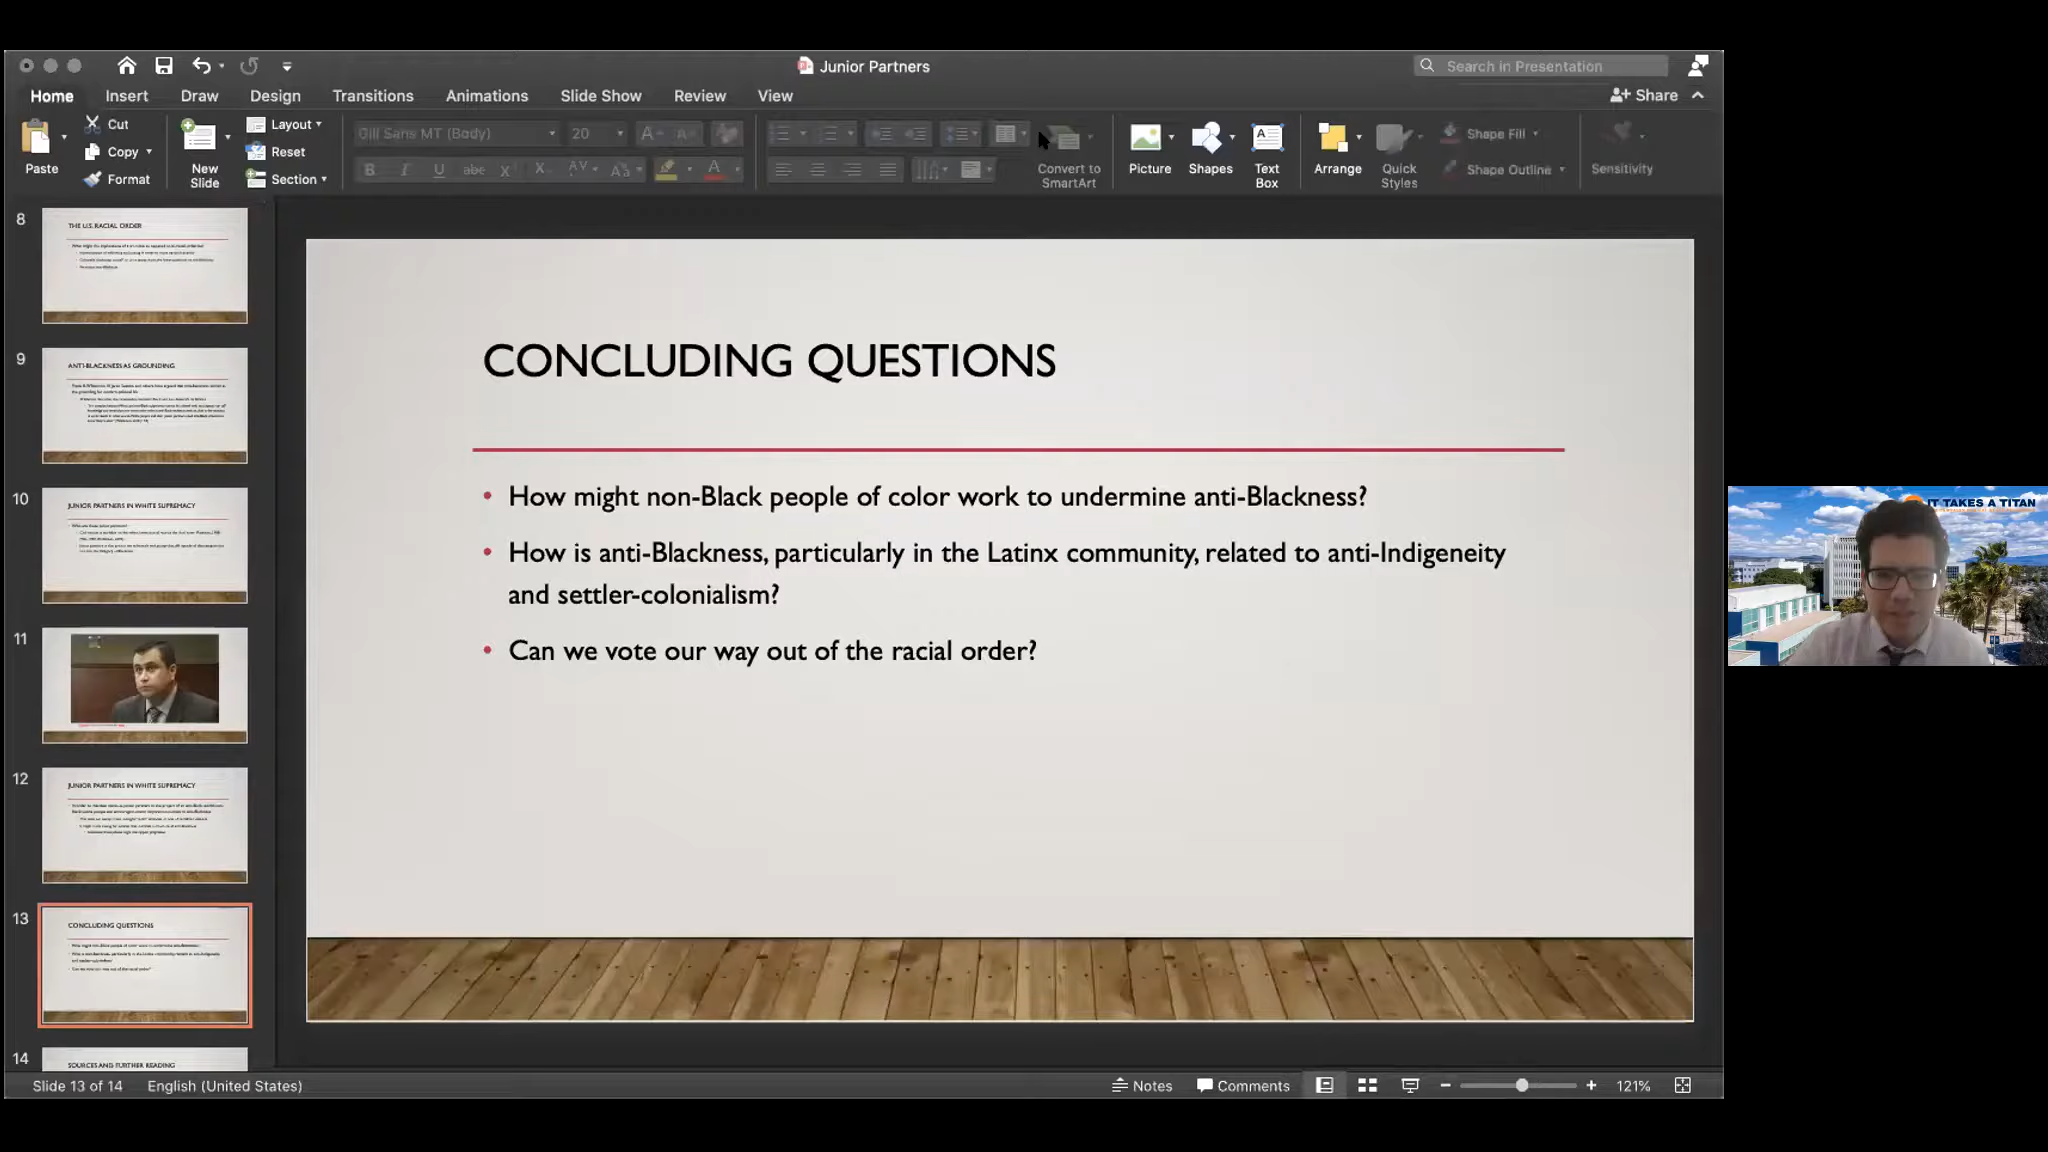 Junior Partners
Search in Presentation
Home Insert Draw Design Transitions Animations Slide Show Review View
Share
Paste
Cut
Copy
Format
New
Slide
Layout
Reset
Section
Gill Sans MT (Body) 20
Convert to
SmartArt
Picture
Shapes
Text
Box
Arrange
Quick
Styles
Shape Fill
Shape Outline
Sensitivity
8
THE U.S. RACIAL ORDER
9
ANTI-BLACKNESS AS GROUNDING
10
JUNIOR PARTNERS IN WHITE SUPREMACY
11
12
JUNIOR PARTNERS IN WHITE SUPREMACY
13
CONCLUDING QUESTIONS
14
SOURCES AND FURTHER READING
CONCLUDING QUESTIONS
• How might non-Black people of color work to undermine anti-Blackness?
• How is anti-Blackness, particularly in the Latinx community, related to anti-Indigeneity
and settler-colonialism?
• Can we vote our way out of the racial order?
IT TAKES A TITAN
Slide 13 of 14 English (United States)
Notes Comments 121%